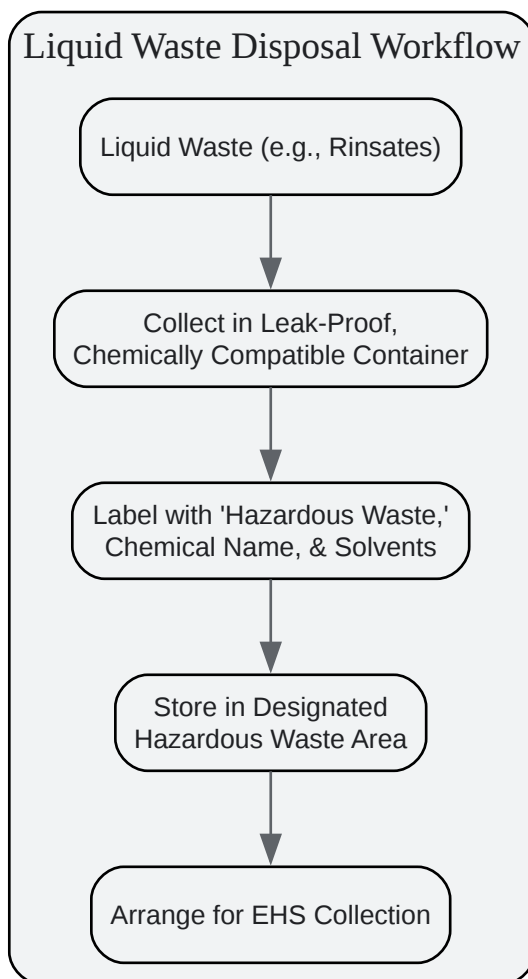 Liquid Waste Disposal Workflow
Liquid Waste (e.g., Rinsates)
Collect in Leak-Proof,
Chemically Compatible Container
Label with 'Hazardous Waste,'
Chemical Name, & Solvents
Store in Designated
Hazardous Waste Area
Arrange for EHS Collection